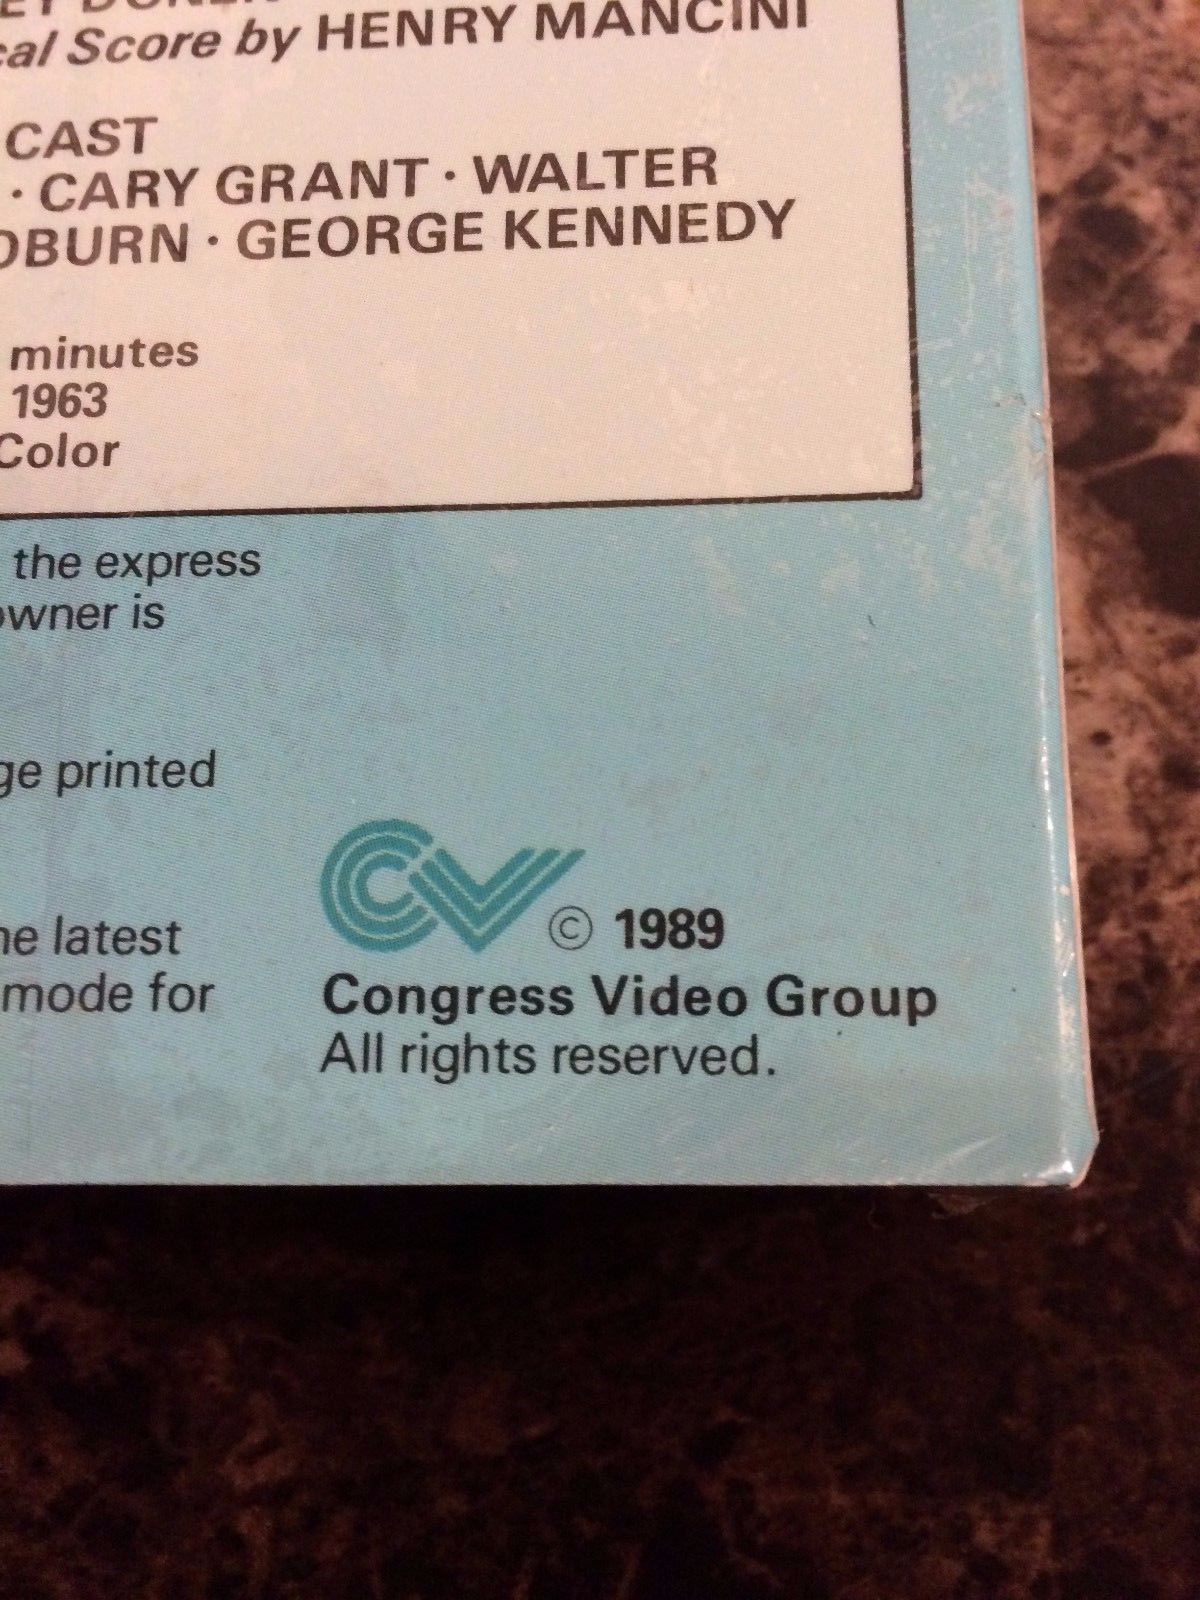 cal Score by HENRY MANCINI
CAST
· CARY GRANT · WALTER
OBURN · GEORGE KENNEDY
minutes
1963
Color
the express
owner is
ge printed
he latest
mode for
CV © 1989
Congress Video Group
All rights reserved.